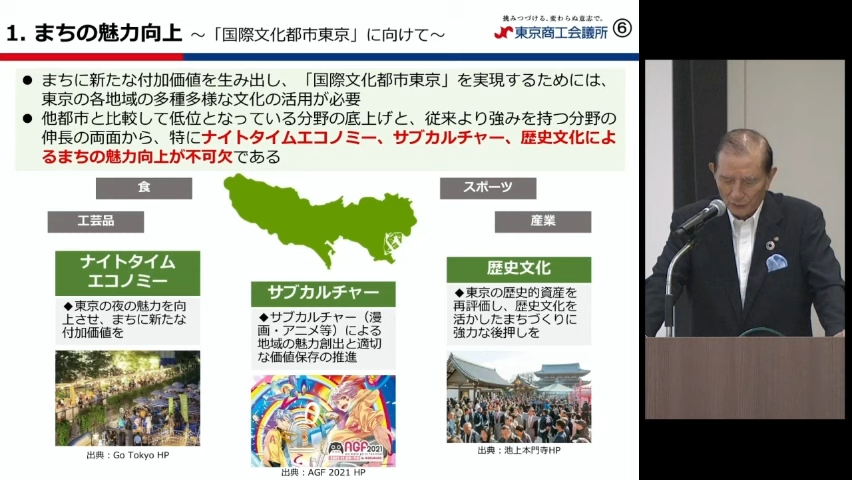 1. まちの魅力向上 ～「国際文化都市東京」に向けて～
挑みつづける、変わらぬ意志で。
東京商工会議所 ⑥
● まちに新たな付加価値を生み出し、「国際文化都市東京」を実現するためには、
東京の各地域の多種多様な文化の活用が必要
● 他都市と比較して低位となっている分野の底上げと、従来より強みを持つ分野の
伸長の両面から、特にナイトタイムエコノミー、サブカルチャー、歴史文化によ
るまちの魅力向上が不可欠である
食
スポーツ
工芸品
産業
ナイトタイム
エコノミー
◆東京の夜の魅力を向
上させ、まちに新たな
付加価値を
出典：Go Tokyo HP
サブカルチャー
◆サブカルチャー（漫
画・アニメ等）による
地域の魅力創出と適切
な価値保存の推進
AGF
2021
出典：AGF 2021 HP
歴史文化
◆東京の歴史的資産を
再評価し、歴史文化を
活かしたまちづくりに
強力な後押しを
出典：池上本門寺HP